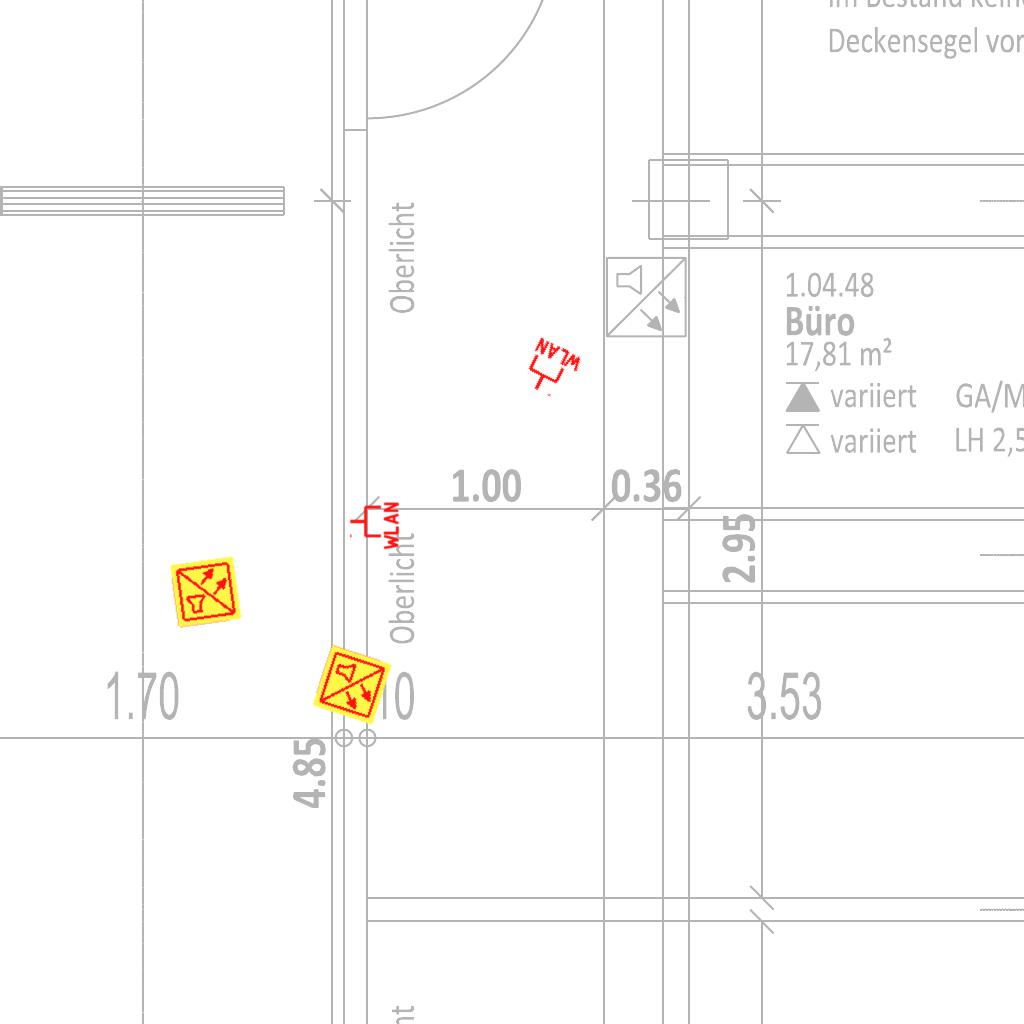 Deckensegel vor
Oberlicht
1.04.48
Büro
17,81 m²
variiert GA/M
variiert LH 2,5
WLAN
1.00
0.36
WLAN
2.95
Oberlicht
1.70
10
3.53
4.85